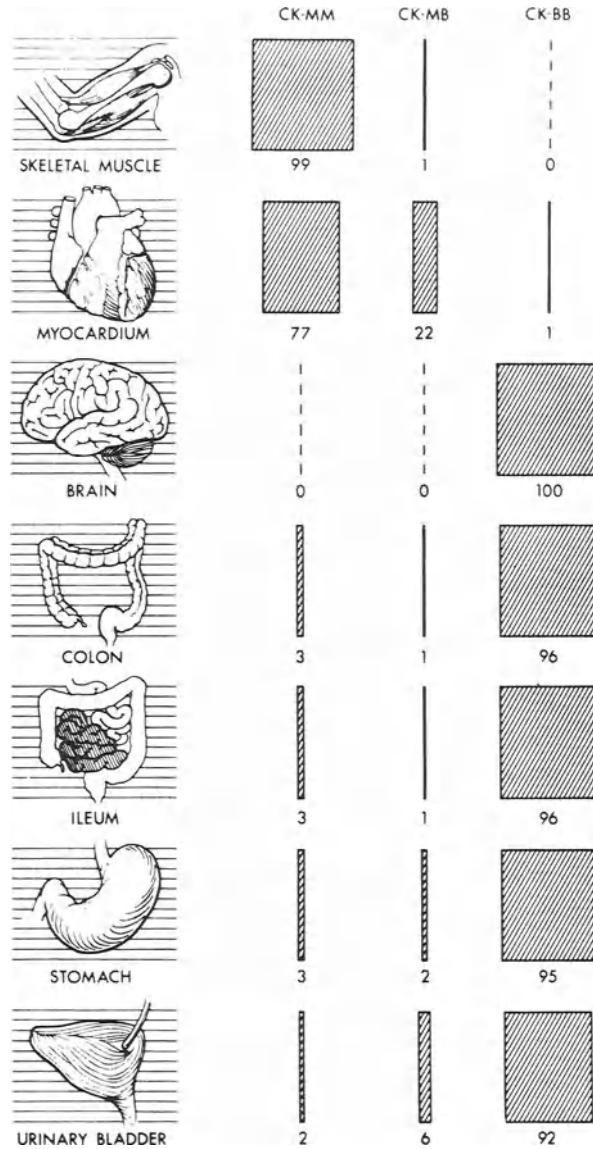 CK-MM CK-MB CK-BB
SKELETAL MUSCLE 99 1 0
MYOCARDIUM 77 22 1
BRAIN 0 0 100
COLON 3 1 96
ILEUM 3 1 96
STOMACH 3 2 95
URINARY BLADDER 2 6 92